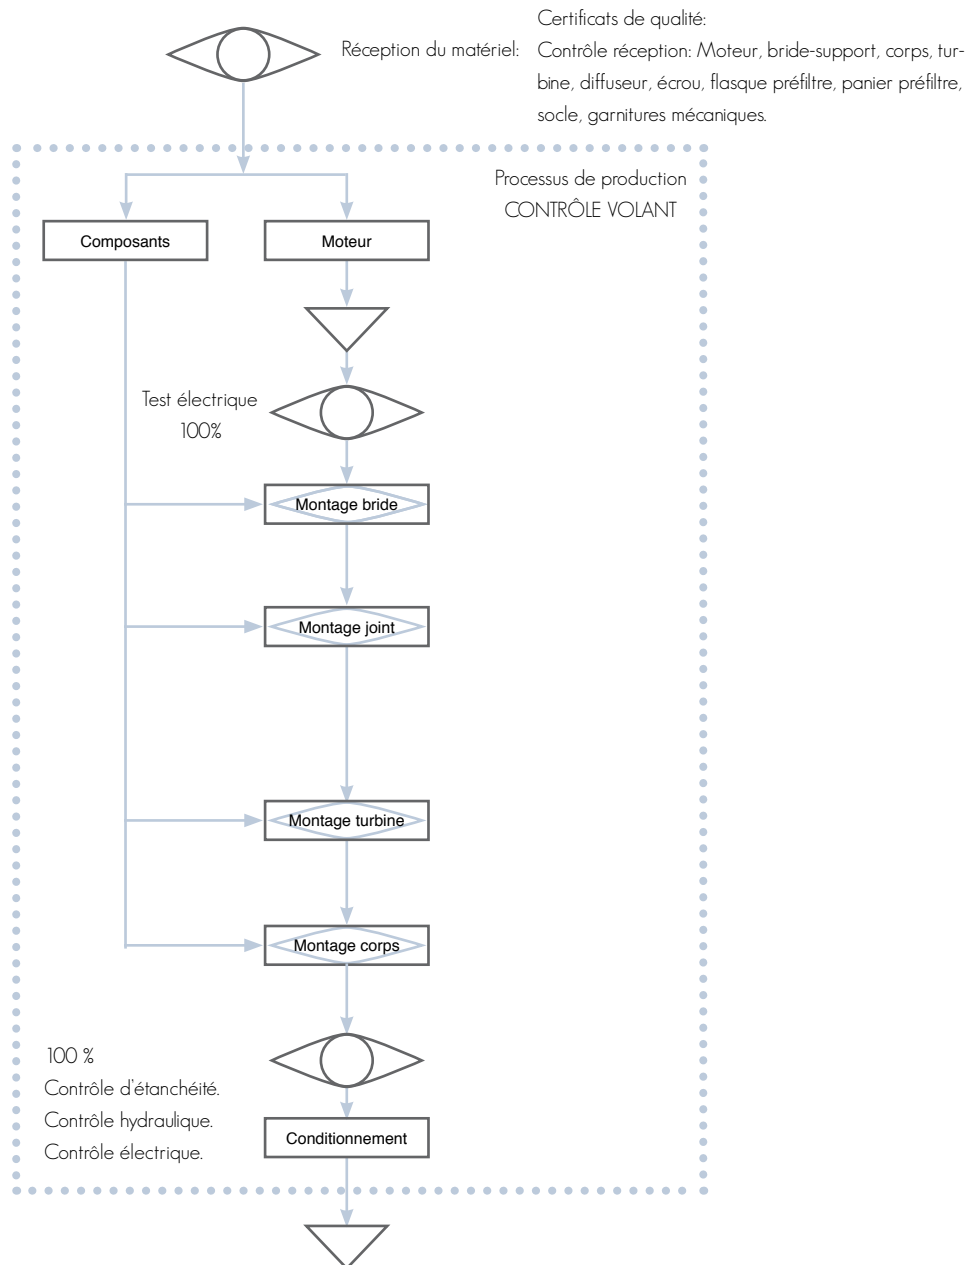 Réception du matériel:
Certificats de qualité:
Contrôle réception: Moteur, bride-support, corps, tur-
bine, diffuseur, écrou, flasque préfiltre, panier préfiltre,
socle, garnitures mécaniques.
Processus de production
CONTRÔLE VOLANT
Composants
Moteur
Test électrique
100%
Montage bride
Montage joint
Montage turbine
Montage corps
100 %
Contrôle d'étanchéité.
Contrôle hydraulique.
Contrôle électrique.
Conditionnement